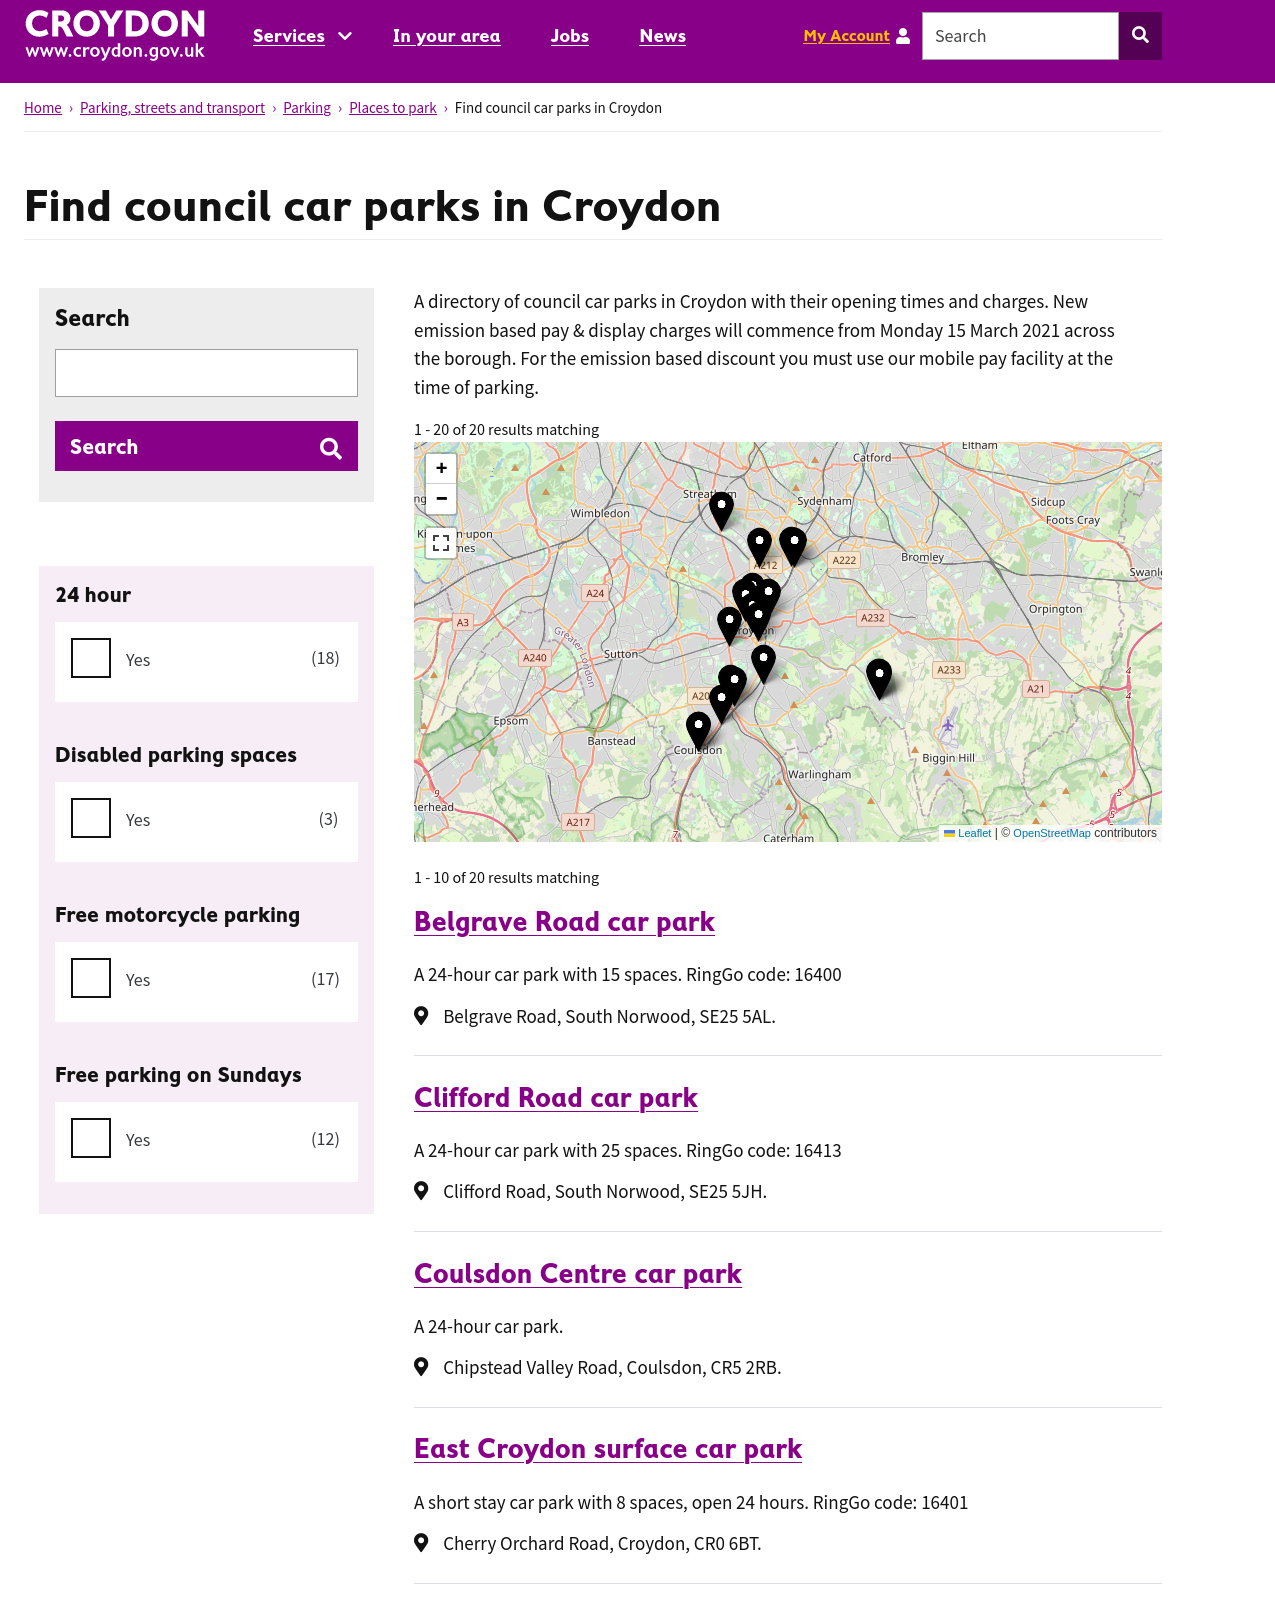 CROYDON
www.croydon.gov.uk
Services
In your area
Jobs
News
My Account
Search
Home › Parking, streets and transport › Parking › Places to park › Find council car parks in Croydon
Find council car parks in Croydon
Search
Search
24 hour
Yes (18)
Disabled parking spaces
Yes (3)
Free motorcycle parking
Yes (17)
Free parking on Sundays
Yes (12)
A directory of council car parks in Croydon with their opening times and charges. New
emission based pay & display charges will commence from Monday 15 March 2021 across
the borough. For the emission based discount you must use our mobile pay facility at the
time of parking.
1 - 20 of 20 results matching
+
−
Eltham
Catford
Sydenham
Sidcup
Wimbledon
Foots Cray
Bromley
A222
A24
Orpington
A3
A232
Greater London
Sutton
A240
A233
A21
4
4
Epsom
Banstead
Coulsdon
Biggin Hill
Warlingham
9
5
A217
7
5
Caterham
Leaflet | © OpenStreetMap contributors
1 - 10 of 20 results matching
Belgrave Road car park
A 24-hour car park with 15 spaces. RingGo code: 16400
Belgrave Road, South Norwood, SE25 5AL.
Clifford Road car park
A 24-hour car park with 25 spaces. RingGo code: 16413
Clifford Road, South Norwood, SE25 5JH.
Coulsdon Centre car park
A 24-hour car park.
Chipstead Valley Road, Coulsdon, CR5 2RB.
East Croydon surface car park
A short stay car park with 8 spaces, open 24 hours. RingGo code: 16401
Cherry Orchard Road, Croydon, CR0 6BT.